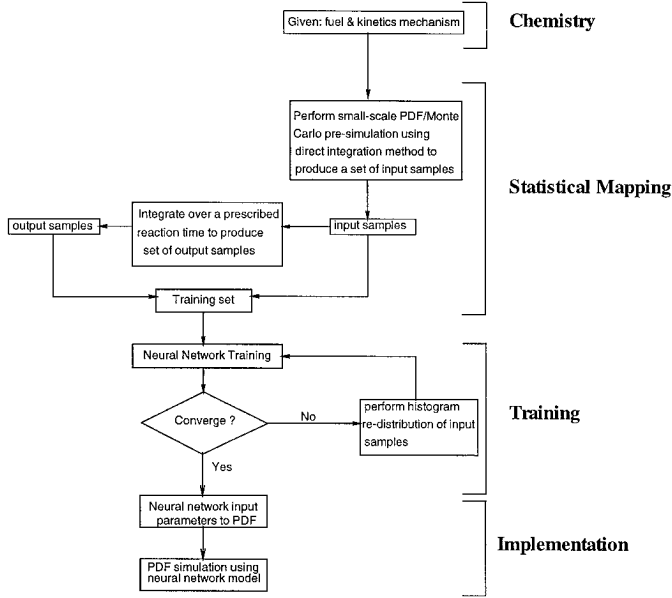 Given: fuel & kinetics mechanism
Chemistry
Perform small-scale PDF/Monte
Carlo pre-simulation using
direct integration method to
produce a set of input samples
Statistical Mapping
output samples
Integrate over a prescribed
reaction time to produce
set of output samples
input samples
Training set
Neural Network Training
Converge ?
No
perform histogram
re-distribution of input
samples
Training
Yes
Neural network input
parameters to PDF
Implementation
PDF simulation using
neural network model